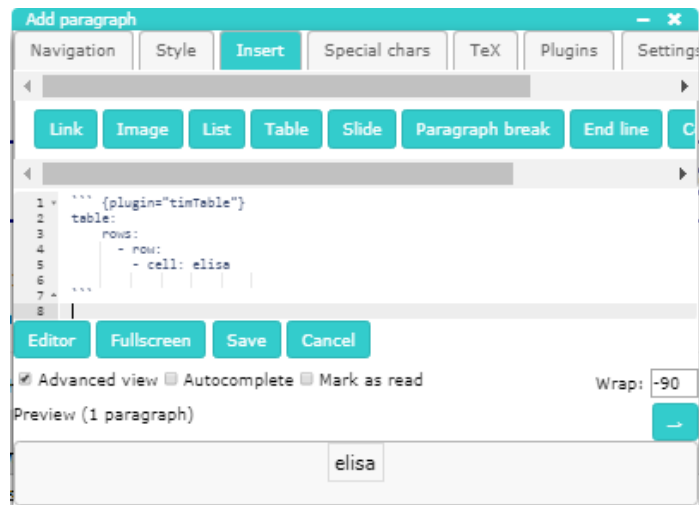 Add paragraph
Navigation Style Insert Special chars TeX Plugins Settings
Link Image List Table Slide Paragraph break End line C
1 ``` {plugin="timTable"}
2 table:
3 rows:
4 - row:
5 - cell: elisa
6
7 ```
8
Editor Fullscreen Save Cancel
Advanced view Autocomplete Mark as read Wrap: -90
Preview (1 paragraph)
elisa